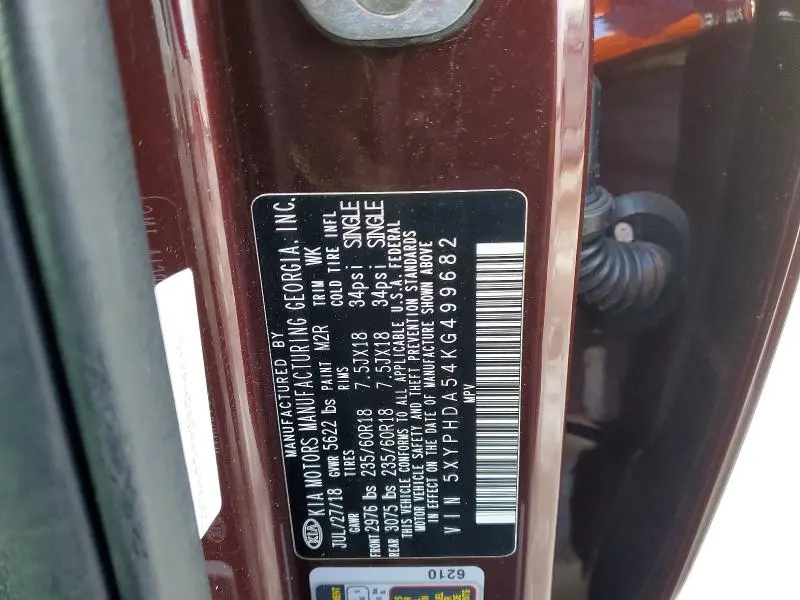 MANUFACTURED BY
KIA KIA MOTORS MANUFACTURING GEORGIA, INC.
JUL/27/18 GVWR 5622 lbs PAINT M2R TRIM WK
GAWR TIRES RIMS COLD TIRE INFL
FRONT 2976 lbs 235/60R18 7.5JX18 34psi SINGLE
REAR 3075 lbs 235/60R18 7.5JX18 34psi SINGLE
THIS VEHICLE CONFORMS TO ALL APPLICABLE U.S.A. FEDERAL
MOTOR VEHICLE SAFETY AND THEFT PREVENTION STANDARDS
IN EFFECT ON THE DATE OF MANUFACTURE SHOWN ABOVE
VIN 5XYPHDA54KG499682
MPV
6210